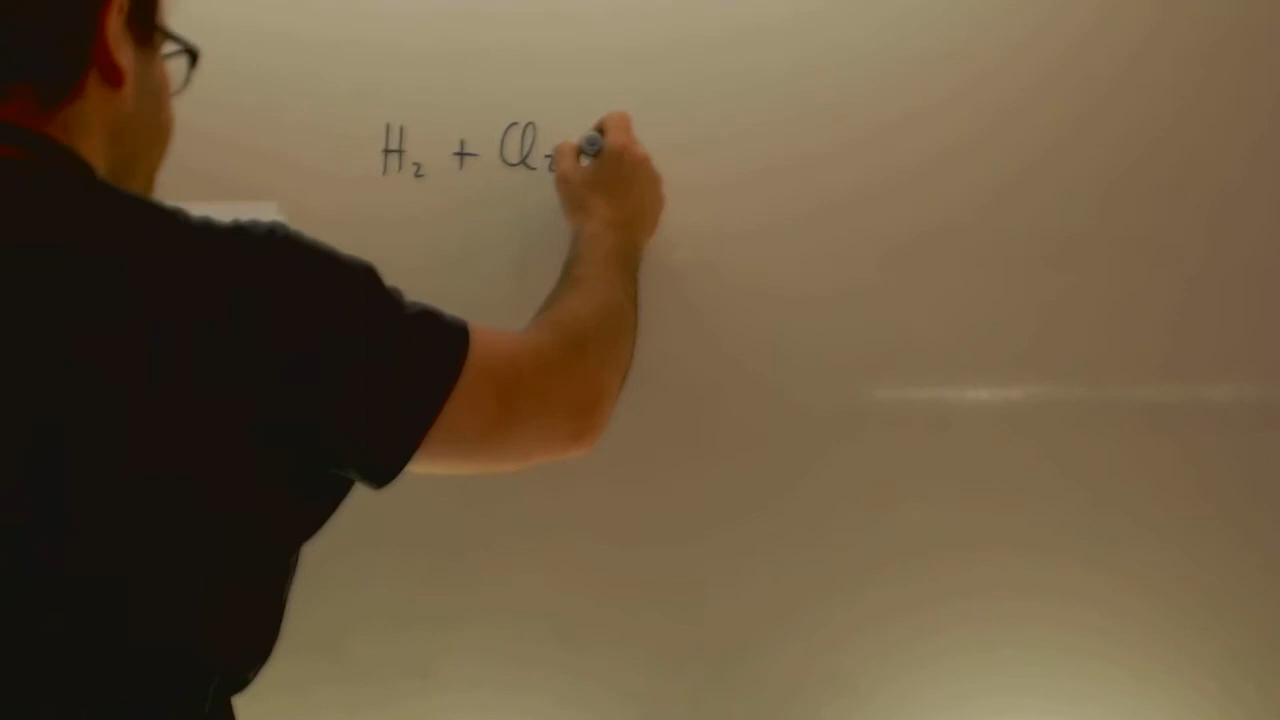 H₂ + Cl₂